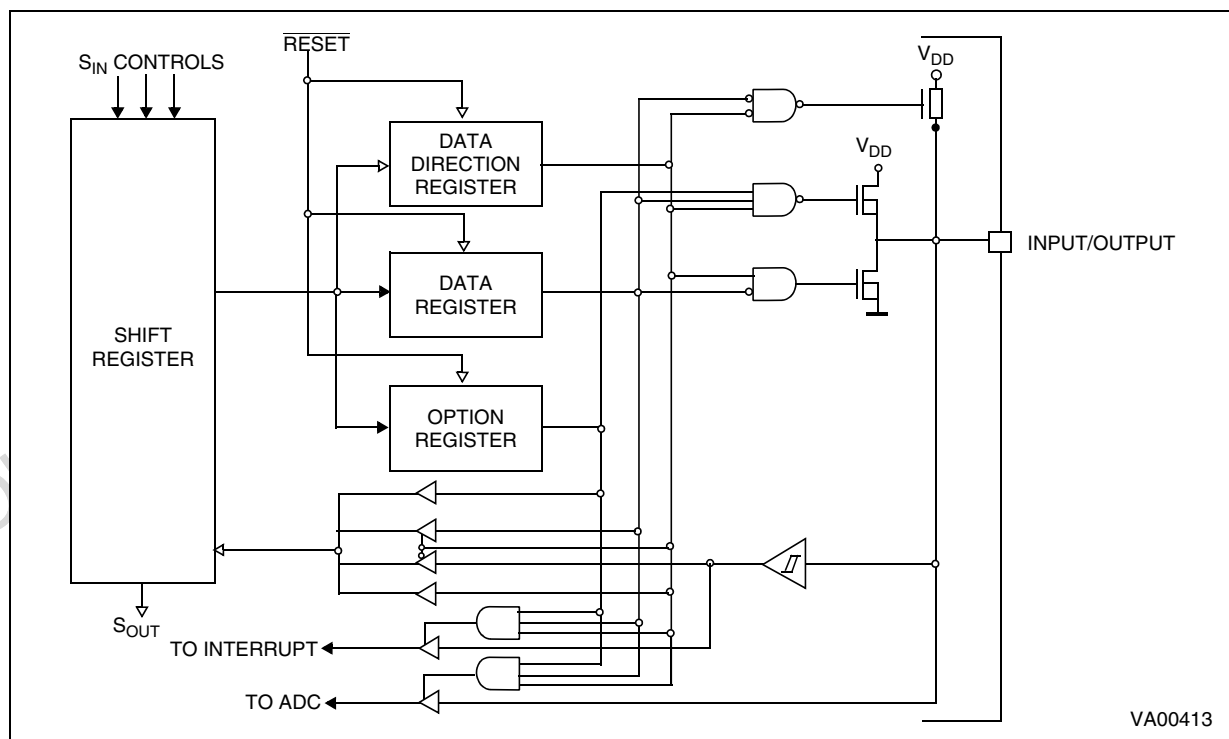 S_IN CONTROLS
RESET
V_DD
DATA
DIRECTION
REGISTER
V_DD
INPUT/OUTPUT
DATA
REGISTER
SHIFT
REGISTER
OPTION
REGISTER
S_OUT
TO INTERRUPT
TO ADC
VA00413